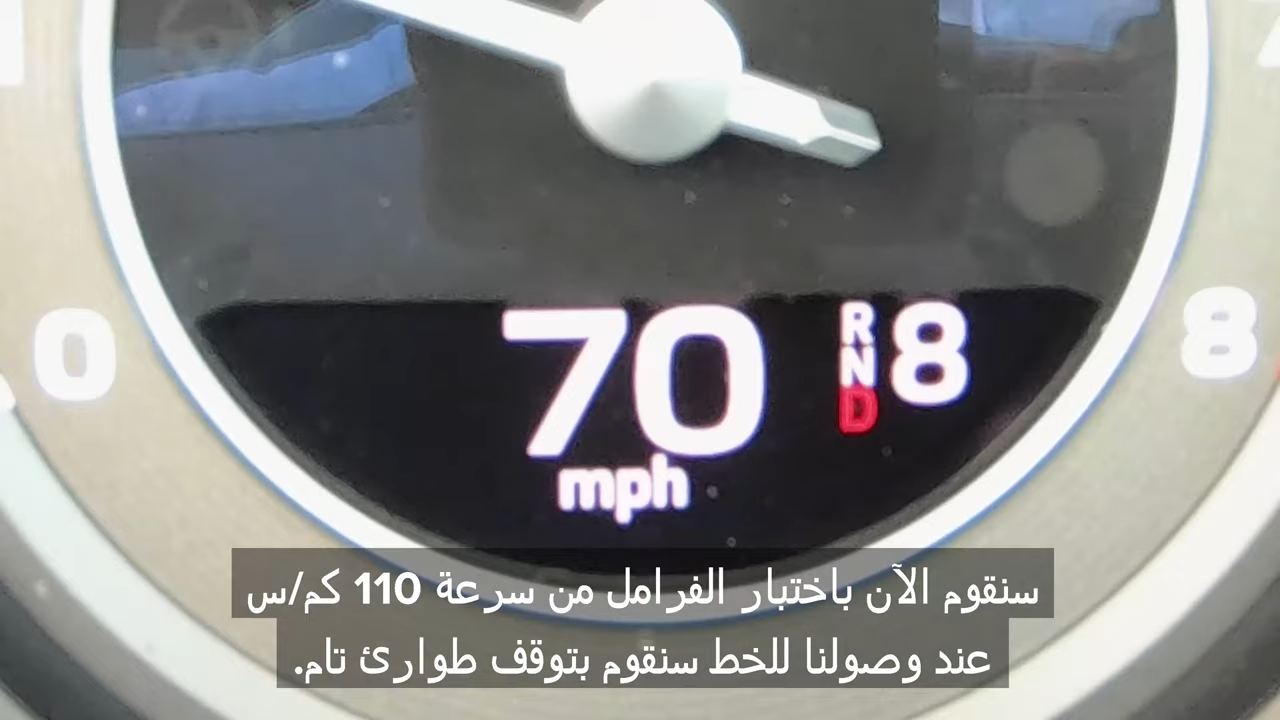 0
70
mph
R
N
D
8
8
سنقوم الآن باختبار الفرامل من سرعة 110 كم/س
عند وصولنا للخط سنقوم بتوقف طوارئ تام.